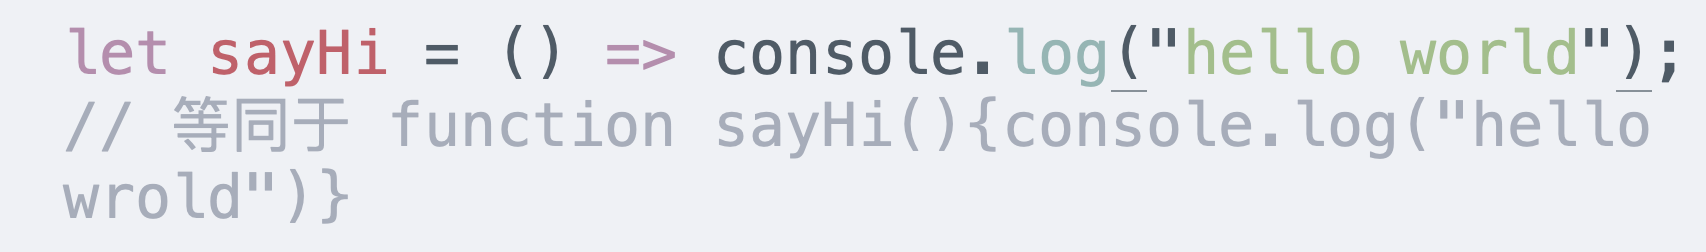 let sayHi = () => console.log("hello world");
// 等同于 function sayHi(){console.log("hello
wrold")}